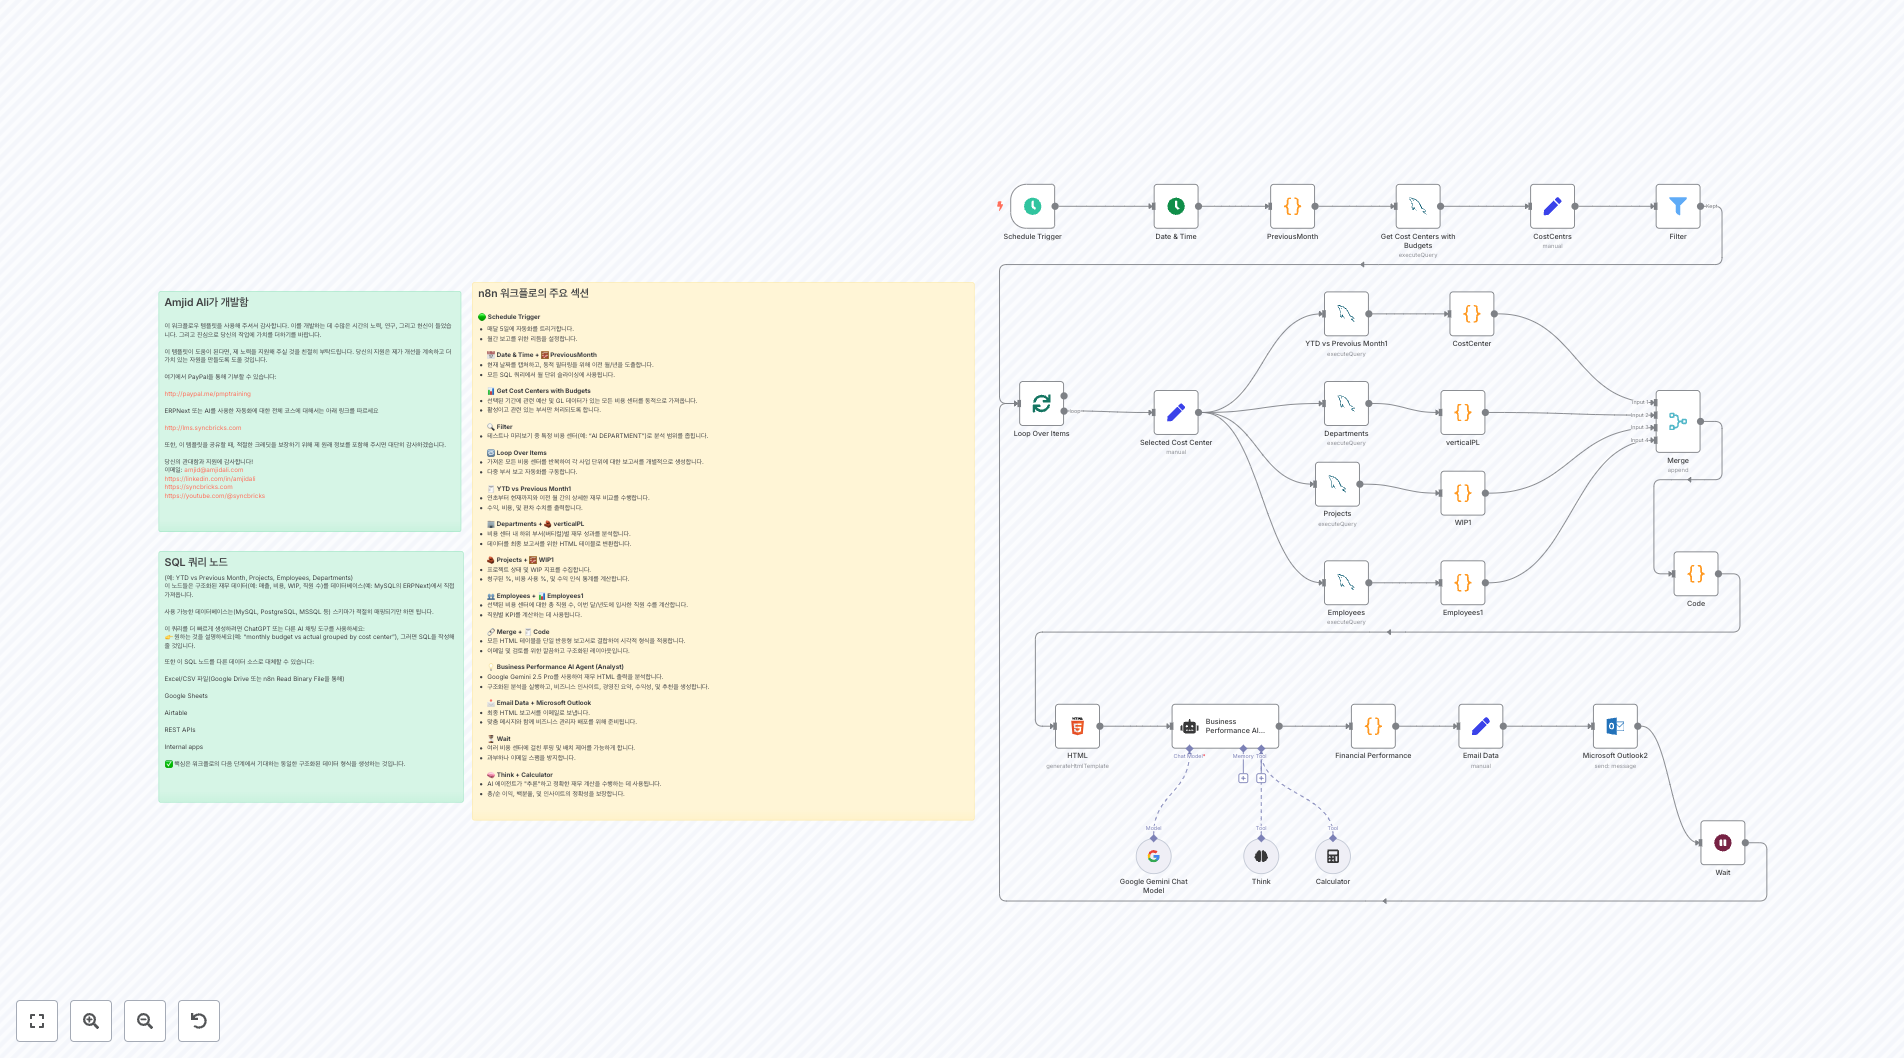 Amjid Ali가 개발함
이 워크플로우 템플릿을 사용해 주셔서 감사합니다. 이를 개발하는 데 수많은 시간의 노력, 연구, 그리고 헌신이 들었습
니다. 그리고 진심으로 당신의 작업에 가치를 더하기를 바랍니다.
이 템플릿이 도움이 된다면, 제 노력을 지원해 주실 것을 친절히 부탁드립니다. 당신의 지원은 제가 개선을 계속하고 더
가치 있는 자원을 만들도록 도울 것입니다.
여기에서 PayPal을 통해 기부할 수 있습니다:
http://paypal.me/pmptraining
ERPNext 또는 AI를 사용한 자동화에 대한 전체 코스에 대해서는 아래 링크를 따르세요
http://lms.syncbricks.com
또한, 이 템플릿을 공유할 때, 적절한 크레딧을 보장하기 위해 제 원래 정보를 포함해 주시면 대단히 감사하겠습니다.
당신의 관대함과 지원에 감사합니다!
이메일: amjid@amjidali.com
https://linkedin.com/in/amjidali
https://syncbricks.com
https://youtube.com/@syncbricks
SQL 쿼리 노드
(예: YTD vs Previous Month, Projects, Employees, Departments)
이 노드들은 구조화된 재무 데이터(예: 매출, 비용, WIP, 직원 수)를 데이터베이스(예: MySQL의 ERPNext)에서 직접
가져옵니다.
사용 가능한 데이터베이스는(MySQL, PostgreSQL, MSSQL 등) 스키마가 적절히 매핑되기만 하면 됩니다.
이 쿼리를 더 빠르게 생성하려면 ChatGPT 또는 다른 AI 채팅 도구를 사용하세요:
👉 원하는 것을 설명하세요(예: "monthly budget vs actual grouped by cost center"), 그러면 SQL을 작성해
줄 것입니다.
또한 이 SQL 노드를 다른 데이터 소스로 대체할 수 있습니다:
Excel/CSV 파일(Google Drive 또는 n8n Read Binary File을 통해)
Google Sheets
Airtable
REST APIs
Internal apps
✅ 핵심은 워크플로의 다음 단계에서 기대하는 동일한 구조화된 데이터 형식을 생성하는 것입니다.
n8n 워크플로의 주요 섹션
🟢 Schedule Trigger
• 매달 5일에 자동화를 트리거합니다.
• 월간 보고를 위한 리듬을 설정합니다.
📅 Date & Time + 🧱 PreviousMonth
• 현재 날짜를 캡처하고, 동적 필터링을 위해 이전 월/년을 도출합니다.
• 모든 SQL 쿼리에서 월 단위 슬라이싱에 사용됩니다.
📊 Get Cost Centers with Budgets
• 선택된 기간에 관련 예산 및 GL 데이터가 있는 모든 비용 센터를 동적으로 가져옵니다.
• 활성이고 관련 있는 부서만 처리되도록 합니다.
🔍 Filter
• 테스트나 미리보기 중 특정 비용 센터(예: "AI DEPARTMENT")로 분석 범위를 좁힙니다.
🔁 Loop Over Items
• 가져온 모든 비용 센터를 반복하여 각 사업 단위에 대한 보고서를 개별적으로 생성합니다.
• 다중 부서 보고 자동화를 구동합니다.
🧾 YTD vs Previous Month1
• 연초부터 현재까지와 이전 월 간의 상세한 재무 비교를 수행합니다.
• 수익, 비용, 및 편차 수치를 출력합니다.
🏢 Departments + 🧠 verticalPL
• 비용 센터 내 하위 부서(버티컬)별 재무 성과를 분석합니다.
• 데이터를 최종 보고서를 위한 HTML 테이블로 변환합니다.
Projects + 🧱 WIP1
• 프로젝트 상태 및 WIP 지표를 수집합니다.
• 청구된 %, 비용 사용 %, 및 수익 인식 통계를 계산합니다.
👥 Employees + 📊 Employees1
• 선택된 비용 센터에 대한 총 직원 수, 이번 달/년도에 입사한 직원 수를 계산합니다.
• 직원별 KPI를 계산하는 데 사용됩니다.
🔗 Merge + 🧾 Code
• 모든 HTML 테이블을 단일 반응형 보고서로 결합하여 시각적 형식을 적용합니다.
• 이메일 및 검토를 위한 깔끔하고 구조화된 레이아웃입니다.
💡 Business Performance AI Agent (Analyst)
• Google Gemini 2.5 Pro를 사용하여 재무 HTML 출력을 분석합니다.
• 구조화된 분석을 실행하고, 비즈니스 인사이트, 경영진 요약, 수익성, 및 추천을 생성합니다.
📩 Email Data + Microsoft Outlook
• 최종 HTML 보고서를 이메일로 보냅니다.
• 맞춤 메시지와 함께 비즈니스 관리자 배포를 위해 준비됩니다.
⏳ Wait
• 여러 비용 센터에 걸친 루핑 및 배치 제어를 가능하게 합니다.
• 과부하나 이메일 스팸을 방지합니다.
🧠 Think + Calculator
• AI 에이전트가 "추론"하고 정확한 재무 계산을 수행하는 데 사용됩니다.
• 총/순 이익, 백분율, 및 인사이트의 정확성을 보장합니다.
Schedule Trigger
Date & Time
PreviousMonth
Get Cost Centers with
Budgets
executeQuery
CostCentrs
manual
Filter
Kept
YTD vs Prevoius Month1
executeQuery
CostCenter
Loop Over Items
loop
Selected Cost Center
manual
Departments
executeQuery
verticalPL
Input 1
Input 2
Input 3
Input 4
Merge
append
Projects
executeQuery
WIP1
Employees
executeQuery
Employees1
Code
HTML
generateHtmlTemplate
Business
Performance AI...
Chat Model*
Memory
Tool
Financial Performance
Email Data
manual
Microsoft Outlook2
send: message
Model
Tool
Tool
Google Gemini Chat
Model
Think
Calculator
Wait